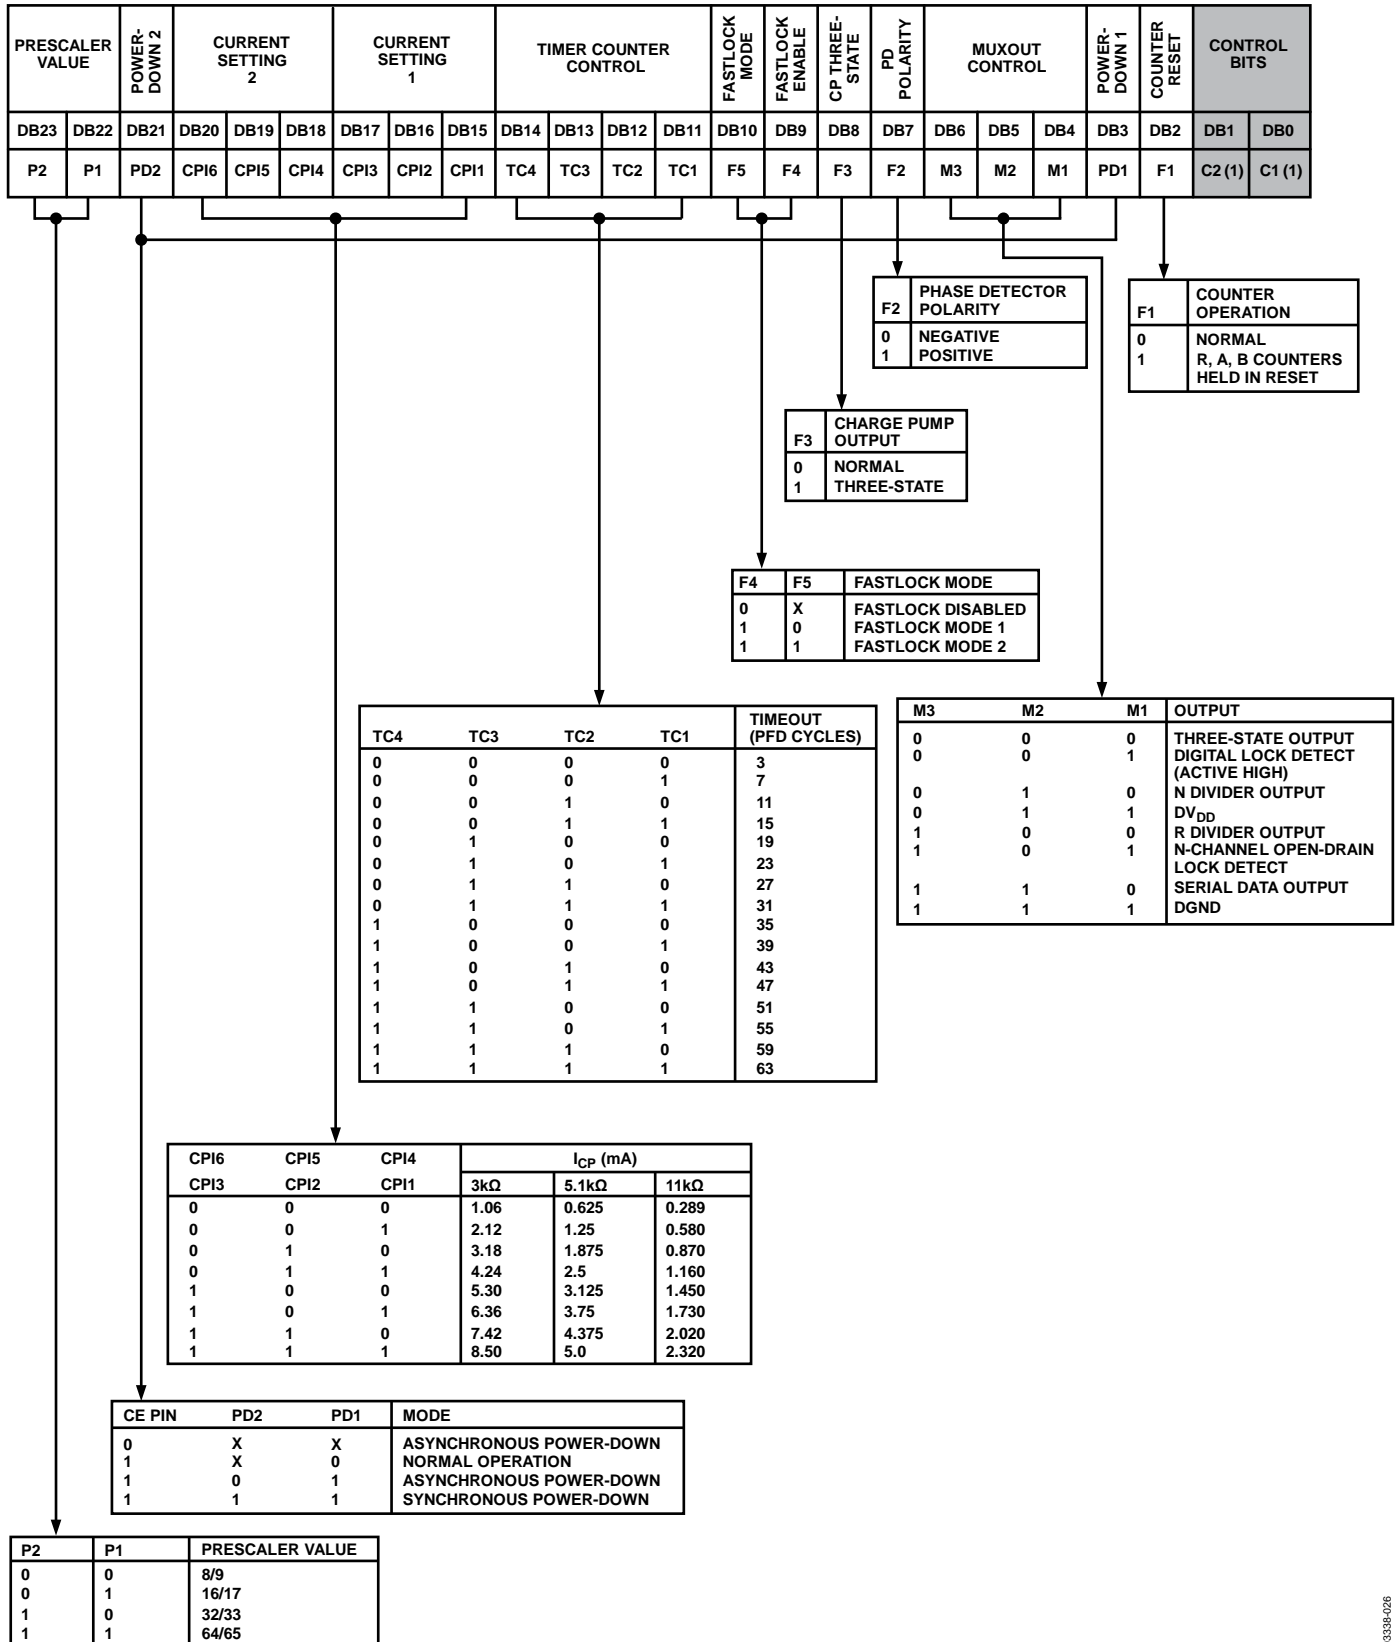 PRESCALER VALUE
POWER-DOWN 2
CURRENT SETTING 2
CURRENT SETTING 1
TIMER COUNTER CONTROL
FASTLOCK MODE
FASTLOCK ENABLE
CP THREE-STATE
PD POLARITY
MUXOUT CONTROL
POWER-DOWN 1
COUNTER RESET
CONTROL BITS
DB23 DB22 DB21 DB20 DB19 DB18 DB17 DB16 DB15 DB14 DB13 DB12 DB11 DB10 DB9 DB8 DB7 DB6 DB5 DB4 DB3 DB2 DB1 DB0
P2 P1 PD2 CPI6 CPI5 CPI4 CPI3 CPI2 CPI1 TC4 TC3 TC2 TC1 F5 F4 F3 F2 M3 M2 M1 PD1 F1 C2 (1) C1 (1)
F2 PHASE DETECTOR POLARITY
0 NEGATIVE
1 POSITIVE
F1 COUNTER OPERATION
0 NORMAL
1 R, A, B COUNTERS
HELD IN RESET
F3 CHARGE PUMP OUTPUT
0 NORMAL
1 THREE-STATE
F4 F5 FASTLOCK MODE
0 X FASTLOCK DISABLED
1 0 FASTLOCK MODE 1
1 1 FASTLOCK MODE 2
TC4 TC3 TC2 TC1 TIMEOUT (PFD CYCLES)
0 0 0 0 3
0 0 0 1 7
0 0 1 0 11
0 0 1 1 15
0 1 0 0 19
0 1 0 1 23
0 1 1 0 27
0 1 1 1 31
1 0 0 0 35
1 0 0 1 39
1 0 1 0 43
1 0 1 1 47
1 1 0 0 51
1 1 0 1 55
1 1 1 0 59
1 1 1 1 63
M3 M2 M1 OUTPUT
0 0 0 THREE-STATE OUTPUT
0 0 1 DIGITAL LOCK DETECT
(ACTIVE HIGH)
0 1 0 N DIVIDER OUTPUT
0 1 1 DVDD
1 0 0 R DIVIDER OUTPUT
1 0 1 N-CHANNEL OPEN-DRAIN
LOCK DETECT
1 1 0 SERIAL DATA OUTPUT
1 1 1 DGND
CPI6 CPI5 CPI4 ICP (mA)
CPI3 CPI2 CPI1 3kΩ 5.1kΩ 11kΩ
0 0 0 1.06 0.625 0.289
0 0 1 2.12 1.25 0.580
0 1 0 3.18 1.875 0.870
0 1 1 4.24 2.5 1.160
1 0 0 5.30 3.125 1.450
1 0 1 6.36 3.75 1.730
1 1 0 7.42 4.375 2.020
1 1 1 8.50 5.0 2.320
CE PIN PD2 PD1 MODE
0 X X ASYNCHRONOUS POWER-DOWN
1 X 0 NORMAL OPERATION
1 0 1 ASYNCHRONOUS POWER-DOWN
1 1 1 SYNCHRONOUS POWER-DOWN
P2 P1 PRESCALER VALUE
0 0 8/9
0 1 16/17
1 0 32/33
1 1 64/65
3338-026